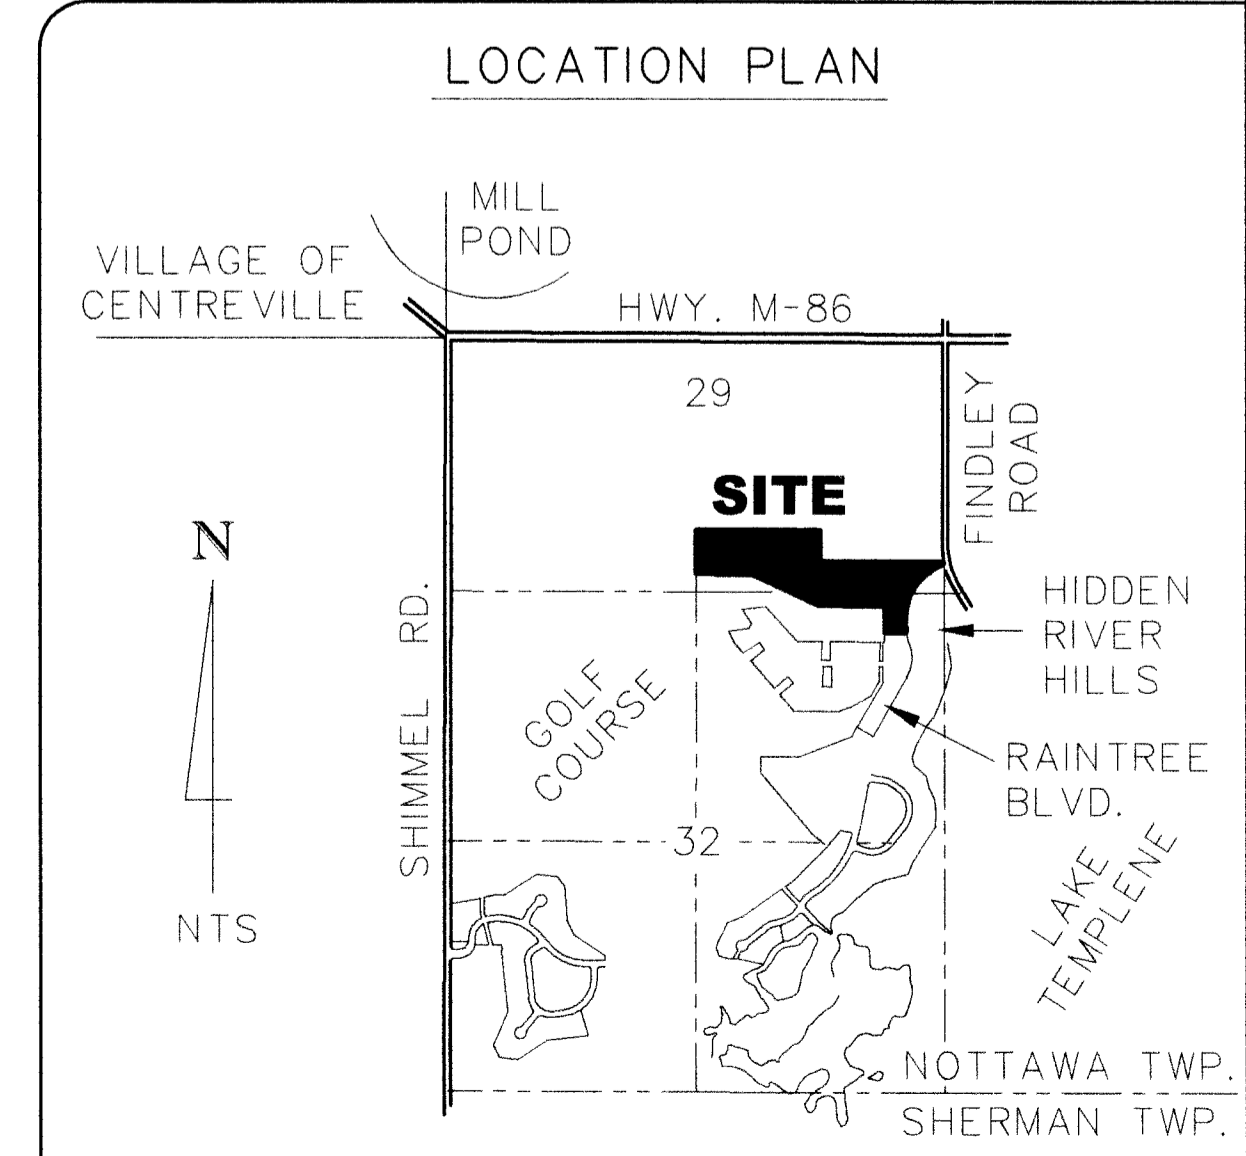 LOCATION PLAN
MILL
POND
VILLAGE OF
CENTREVILLE
HWY. M-86
29
FINDLEY
ROAD
SITE
N
HIDDEN
RIVER
HILLS
SHIMMEL RD.
GOLF
COURSE
RAINTREE
BLVD.
32
LAKE
TEMPLENE
NTS
NOTTAWA TWP.
SHERMAN TWP.